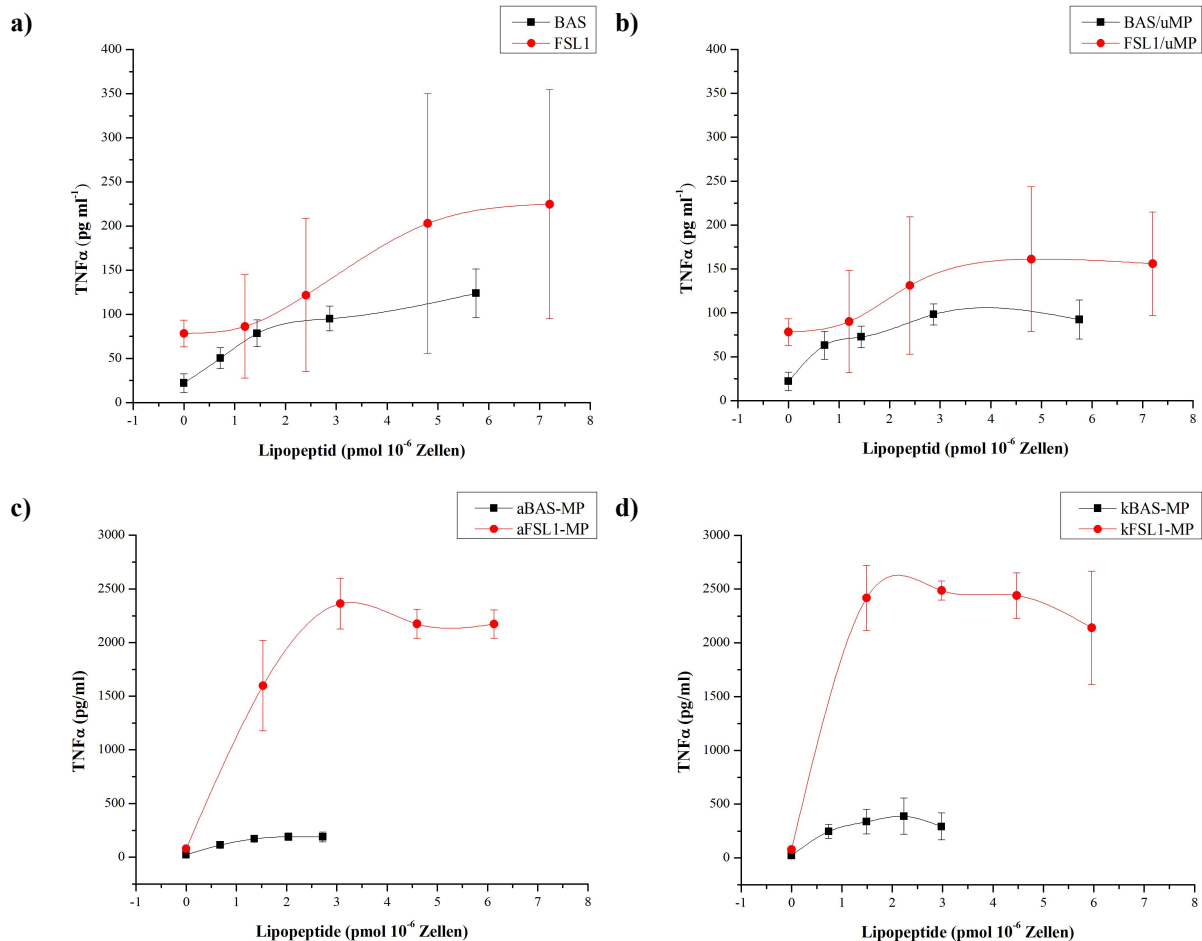 a)
BAS
FSL1
400
350
300
250
200
150
100
50
0
TNFα (pg ml⁻¹)
-1 0 1 2 3 4 5 6 7 8
Lipopeptid (pmol 10⁻⁶ Zellen)
b)
BAS/uMP
FSL1/uMP
400
350
300
250
200
150
100
50
0
TNFα (pg ml⁻¹)
-1 0 1 2 3 4 5 6 7 8
Lipopeptid (pmol 10⁻⁶ Zellen)
c)
aBAS-MP
aFSL1-MP
3000
2500
2000
1500
1000
500
0
TNFα (pg/ml)
-1 0 1 2 3 4 5 6 7 8
Lipopeptide (pmol 10⁻⁶ Zellen)
d)
kBAS-MP
kFSL1-MP
3000
2500
2000
1500
1000
500
0
TNFα (pg/ml)
-1 0 1 2 3 4 5 6 7 8
Lipopeptide (pmol 10⁻⁶ Zellen)